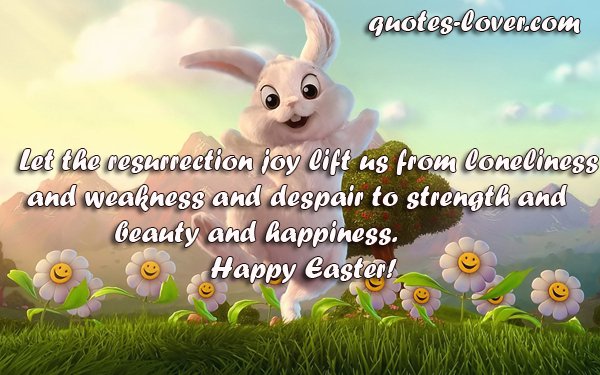 quotes-lover.com
Let the resurrection joy lift us from loneliness
and weakness and despair to strength and
beauty and happiness.
Happy Easter!